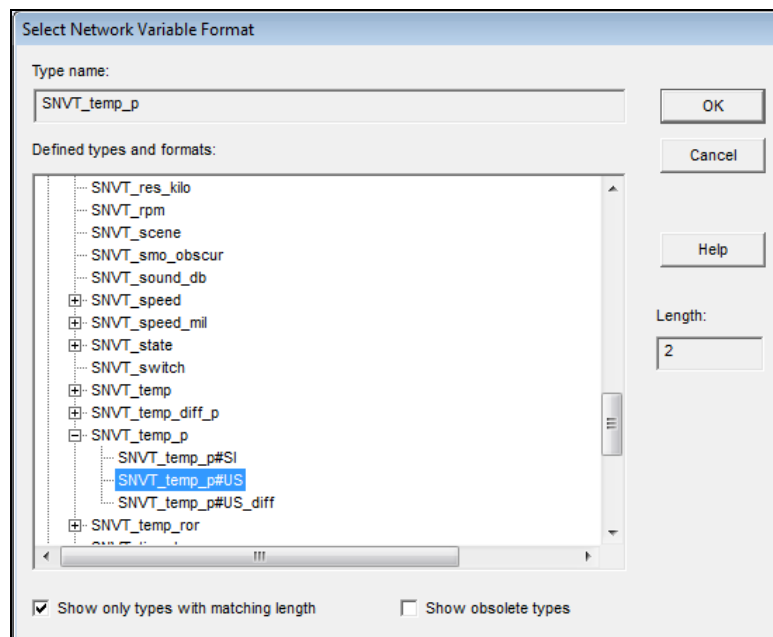 Select Network Variable Format
Type name:
SNVT_temp_p
OK
Defined types and formats:
Cancel
SNVT_res_kilo
SNVT_rpm
SNVT_scene
SNVT_smo_obscur
SNVT_sound_db
Help
SNVT_speed
SNVT_speed_mil
Length:
SNVT_state
2
SNVT_switch
SNVT_temp
SNVT_temp_diff_p
SNVT_temp_p
SNVT_temp_p#SI
SNVT_temp_p#US
SNVT_temp_p#US_diff
SNVT_temp_ror
Show only types with matching length
Show obsolete types